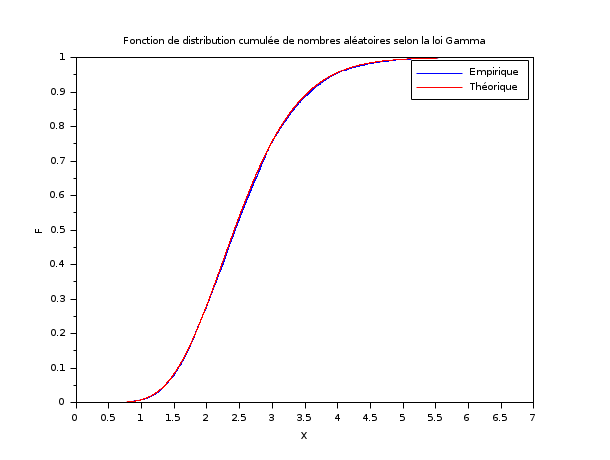 Fonction de distribution cumulée de nombres aléatoires selon la loi Gamma
1
0.9
0.8
0.7
0.6
0.5
0.4
0.3
0.2
0.1
0
F
Empirique
Théorique
0 0.5 1 1.5 2 2.5 3 3.5 4 4.5 5 5.5 6 6.5 7
X